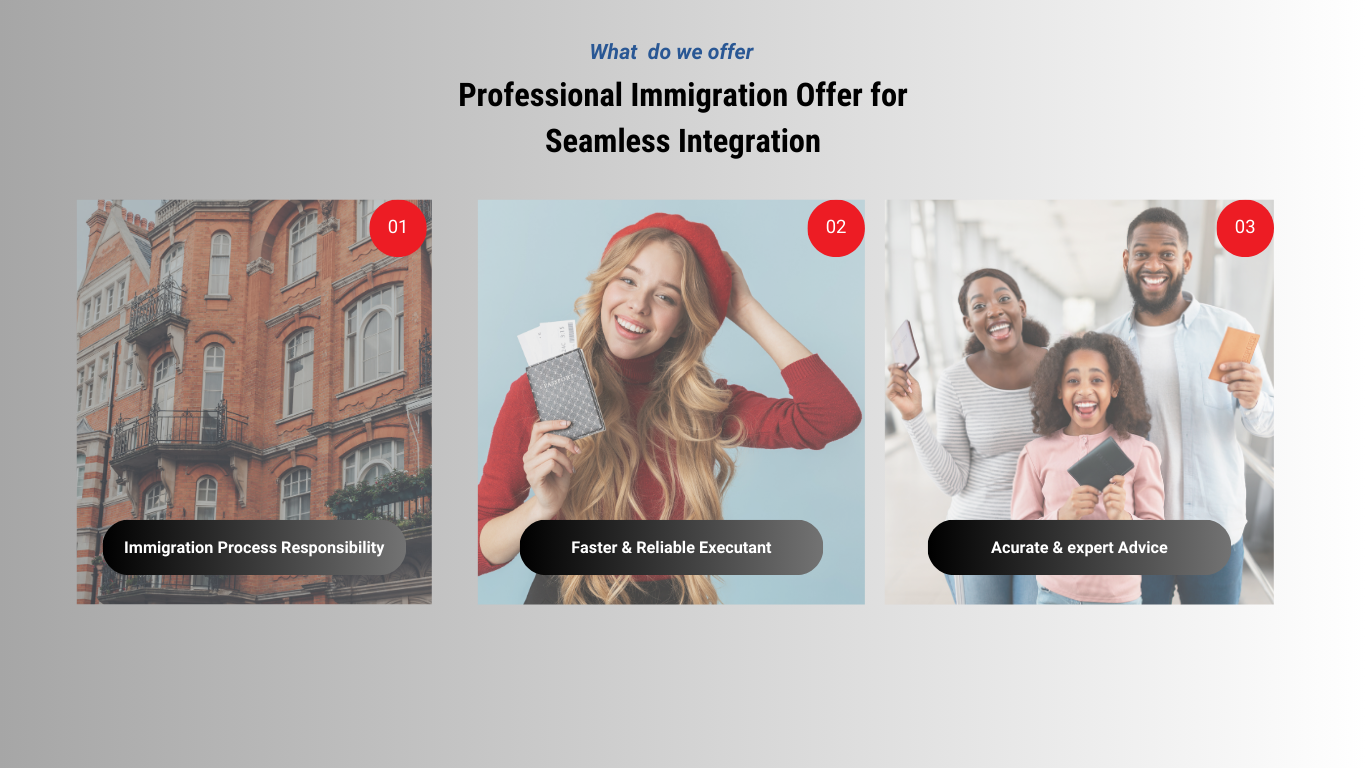 What  do we offer
Professional Immigration Offer for
Seamless Integration
01
02
03
Immigration Process Responsibility
Faster & Reliable Executant
Acurate & expert Advice